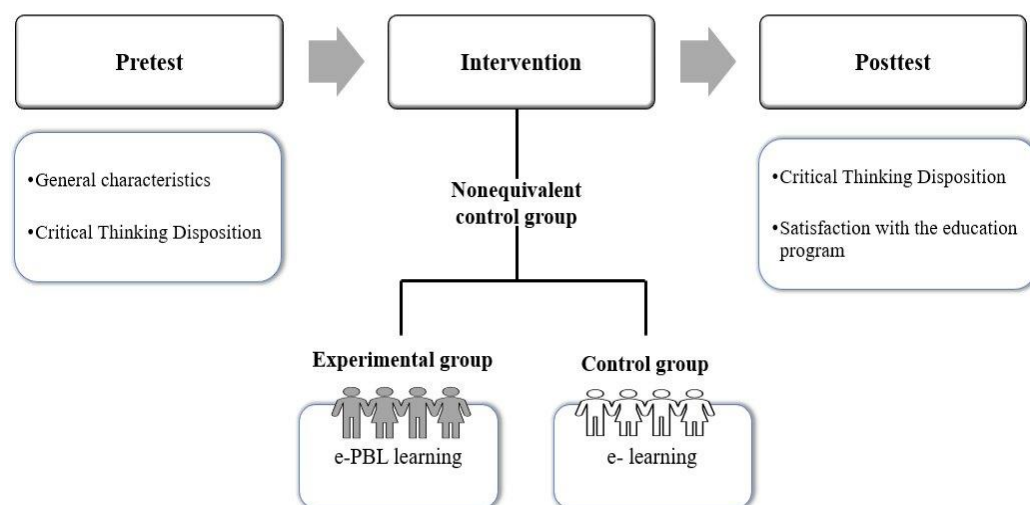 Pretest
Intervention
Posttest
•General characteristics
•Critical Thinking Disposition
•Critical Thinking Disposition
•Satisfaction with the education
program
Nonequivalent
control group
Experimental group
Control group
e-PBL learning
e- learning